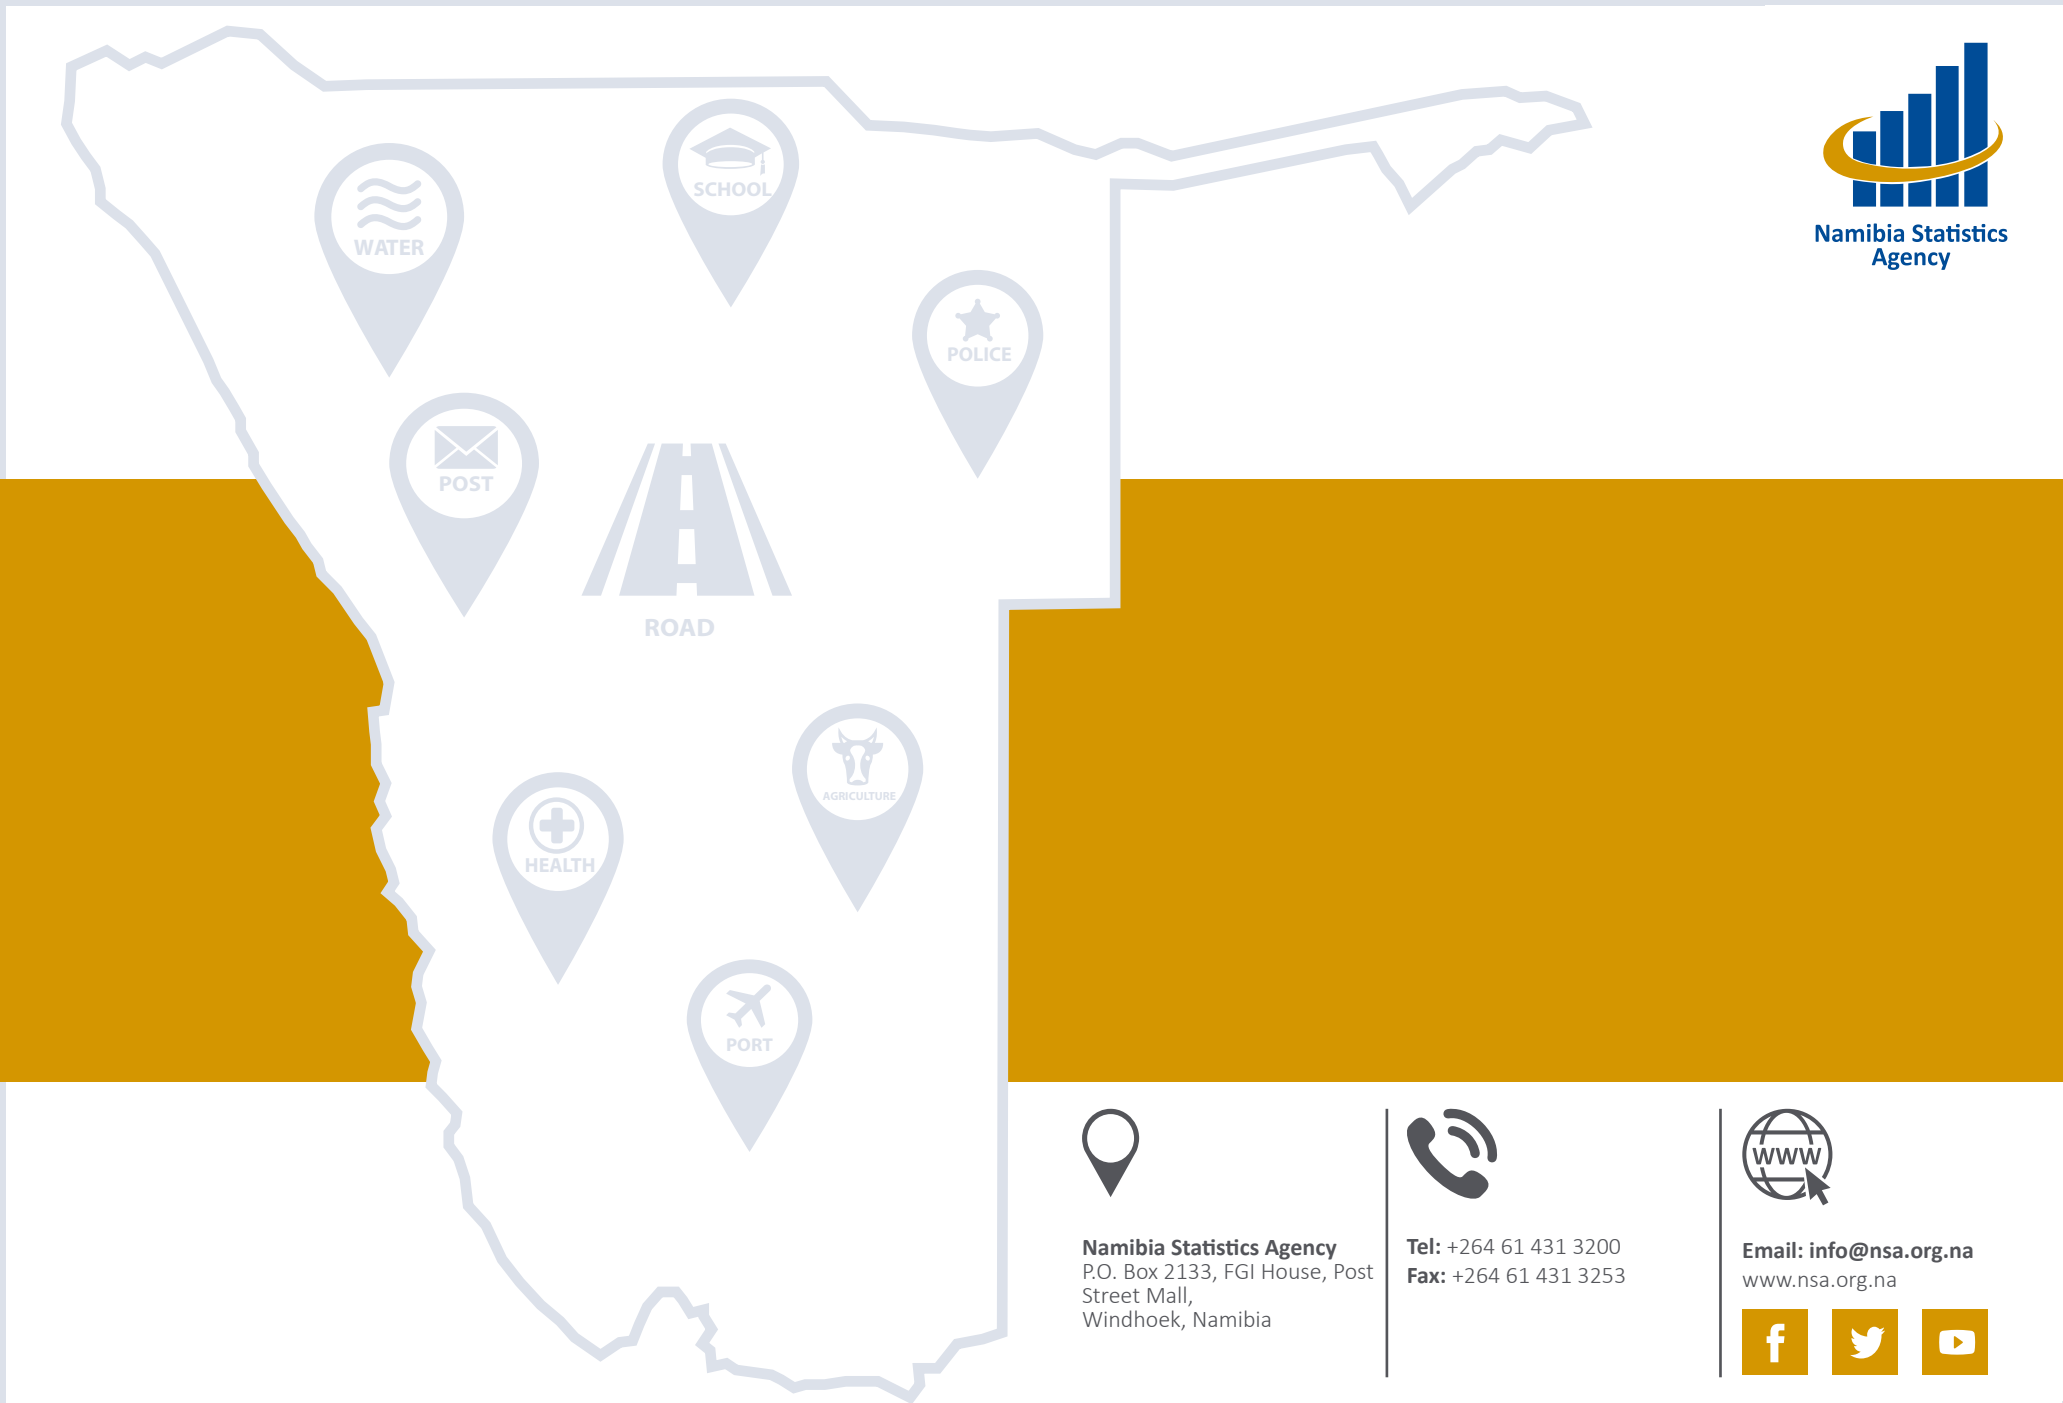 Namibia Statistics
Agency
SCHOOL
WATER
POLICE
POST
ROAD
AGRICULTURE
HEALTH
PORT
Namibia Statistics Agency
P.O. Box 2133, FGI House, Post
Street Mall,
Windhoek, Namibia
Tel: +264 61 431 3200
Fax: +264 61 431 3253
WWW
Email: info@nsa.org.na
www.nsa.org.na